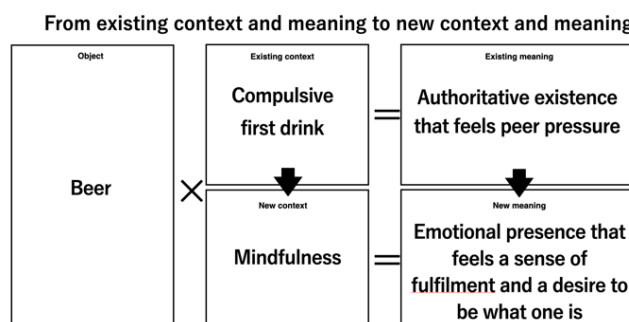 From existing context and meaning to new context and meaning
Object
Existing context
Existing meaning
Beer
×
Compulsive
first drink
=
Authoritative existence
that feels peer pressure
New context
New meaning
Mindfulness
=
Emotional presence that
feels a sense of
fulfilment and a desire to
be what one is